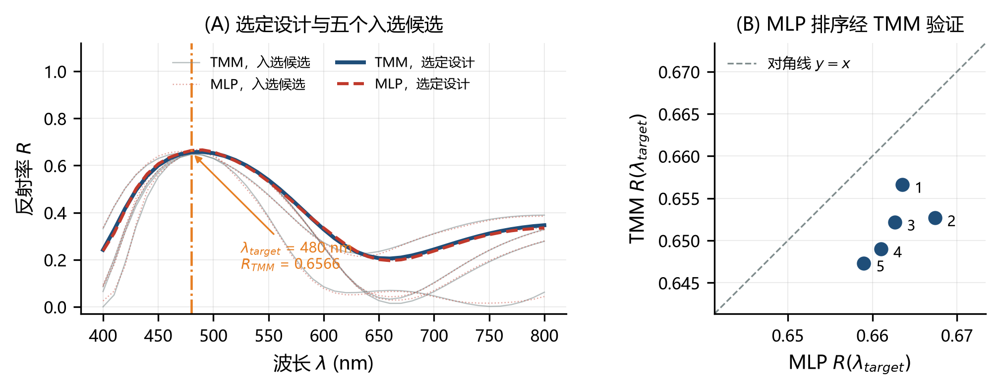 (A) 选定设计与五个入选候选
TMM，入选候选
MLP，入选候选
TMM，选定设计
MLP，选定设计
反射率 R
1.0
0.8
0.6
0.4
0.2
0.0
λ_target = 480 nm
R_TMM = 0.6566
400 450 500 550 600 650 700 750 800
波长 λ (nm)
(B) MLP 排序经 TMM 验证
对角线 y = x
TMM R(λ_target)
0.670
0.665
0.660
0.655
0.650
0.645
1
2
3
4
5
0.65 0.66 0.67
MLP R(λ_target)